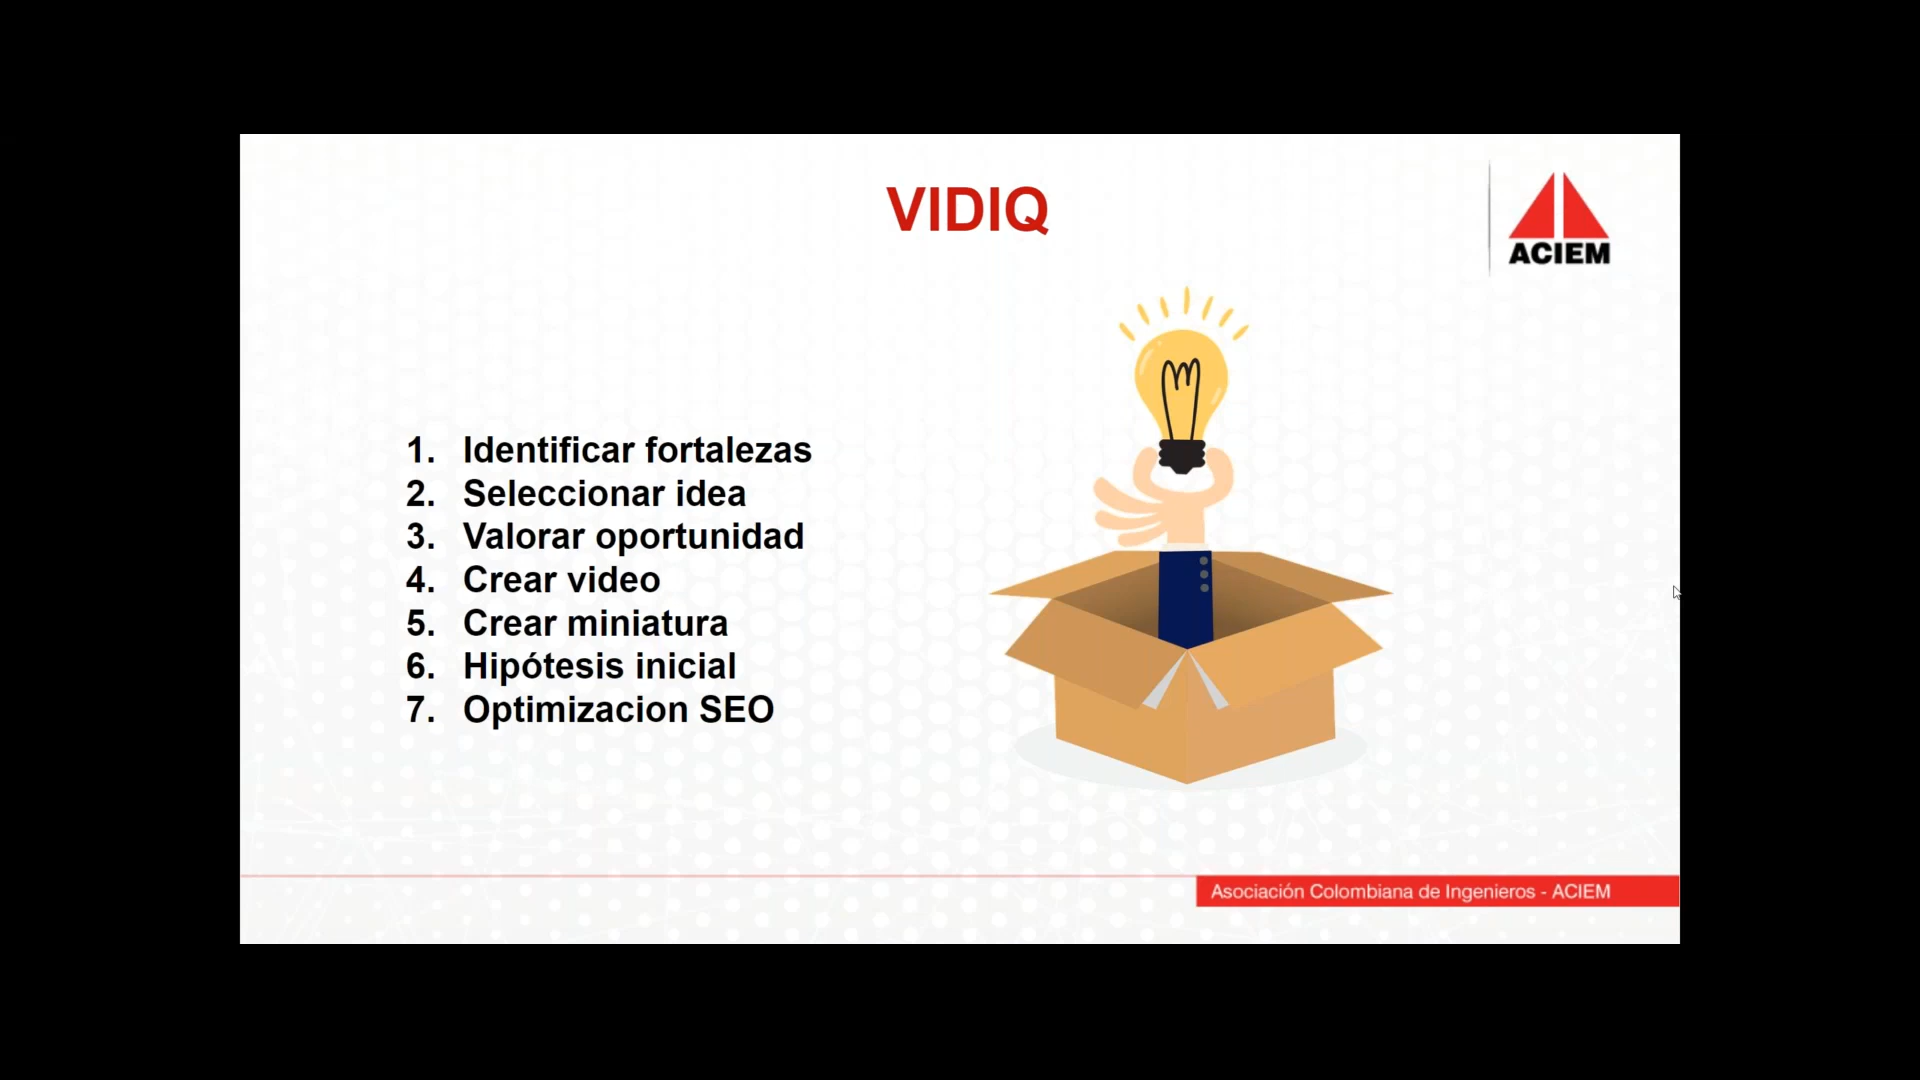 VIDIQ
ACIEM
1. Identificar fortalezas
2. Seleccionar idea
3. Valorar oportunidad
4. Crear video
5. Crear miniatura
6. Hipótesis inicial
7. Optimizacion SEO
Asociación Colombiana de Ingenieros - ACIEM